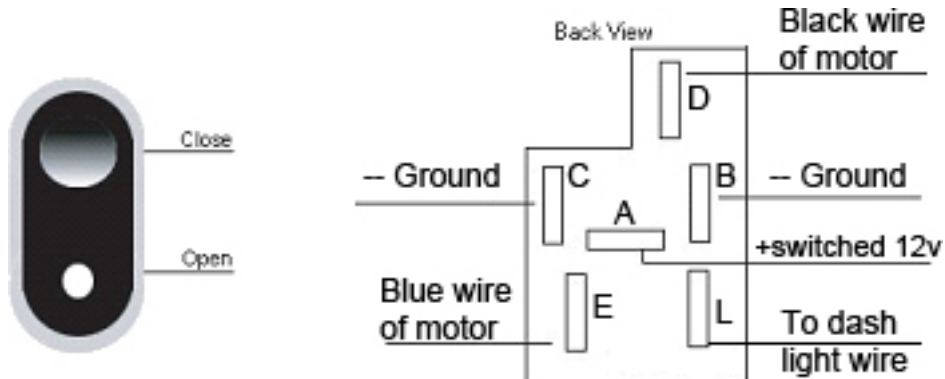 Close
Open
Back View
Black wire
of motor
D
-- Ground
C
B
-- Ground
A
+switched 12v
Blue wire
of motor
E
L
To dash
light wire